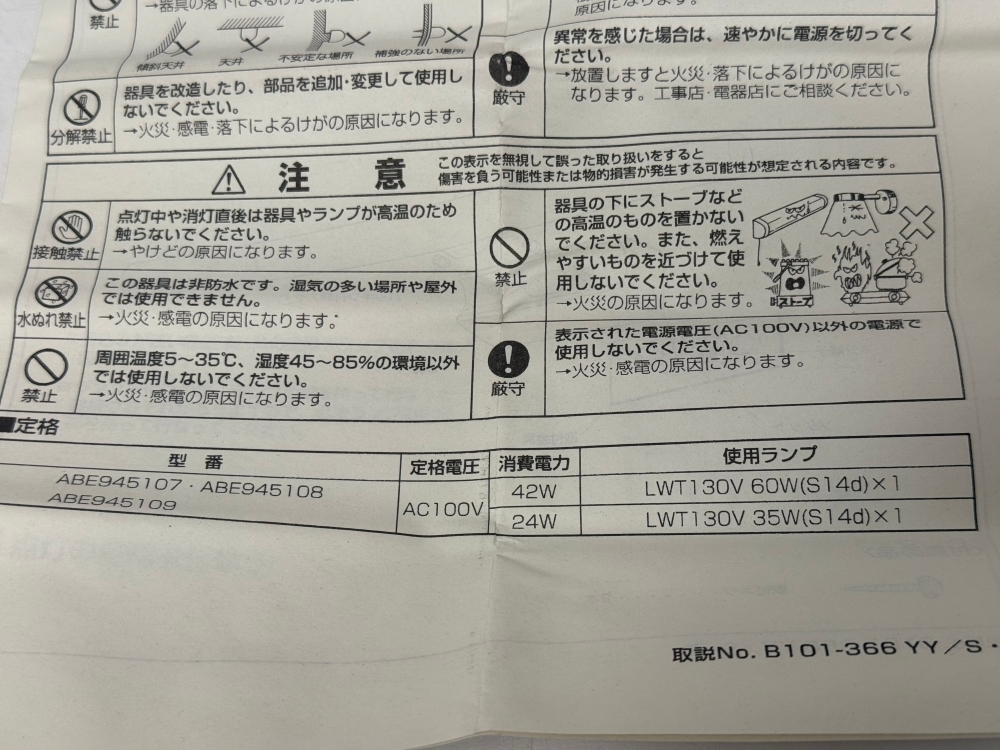 禁止
→器具の落下によるけがの原因
傾斜天井
天井
不安定な場所
補強のない場所
分解禁止
器具を改造したり、部品を追加・変更して使用し
ないでください。
→火災・感電・落下によるけがの原因になります。
原因になります。
厳守
異常を感じた場合は、速やかに電源を切ってく
ださい。
→放置しますと火災・落下によるけがの原因に
なります。工事店・電器店にご相談ください。
注 意
この表示を無視して誤った取り扱いをすると
傷害を負う可能性または物的損害が発生する可能性が想定される内容です。
接触禁止
点灯中や消灯直後は器具やランプが高温のため
触らないでください。
→やけどの原因になります。
水ぬれ禁止
この器具は非防水です。湿気の多い場所や屋外
では使用できません。
→火災・感電の原因になります。
禁止
周囲温度5〜35℃、湿度45〜85%の環境以外
では使用しないでください。
→火災・感電の原因になります。
禁止
器具の下にストーブなど
の高温のものを置かない
でください。また、燃え
やすいものを近づけて使
用しないでください。
→火災の原因になります。
ストーブ
厳守
表示された電源電圧(AC100V)以外の電源で
使用しないでください。
→火災・感電の原因になります。
■定格
型 番 定格電圧 消費電力 使用ランプ
ABE945107・ABE945108 AC100V 42W LWT130V 60W(S14d)×1
ABE945109 24W LWT130V 35W(S14d)×1
取説No. B101-366 YY/S・